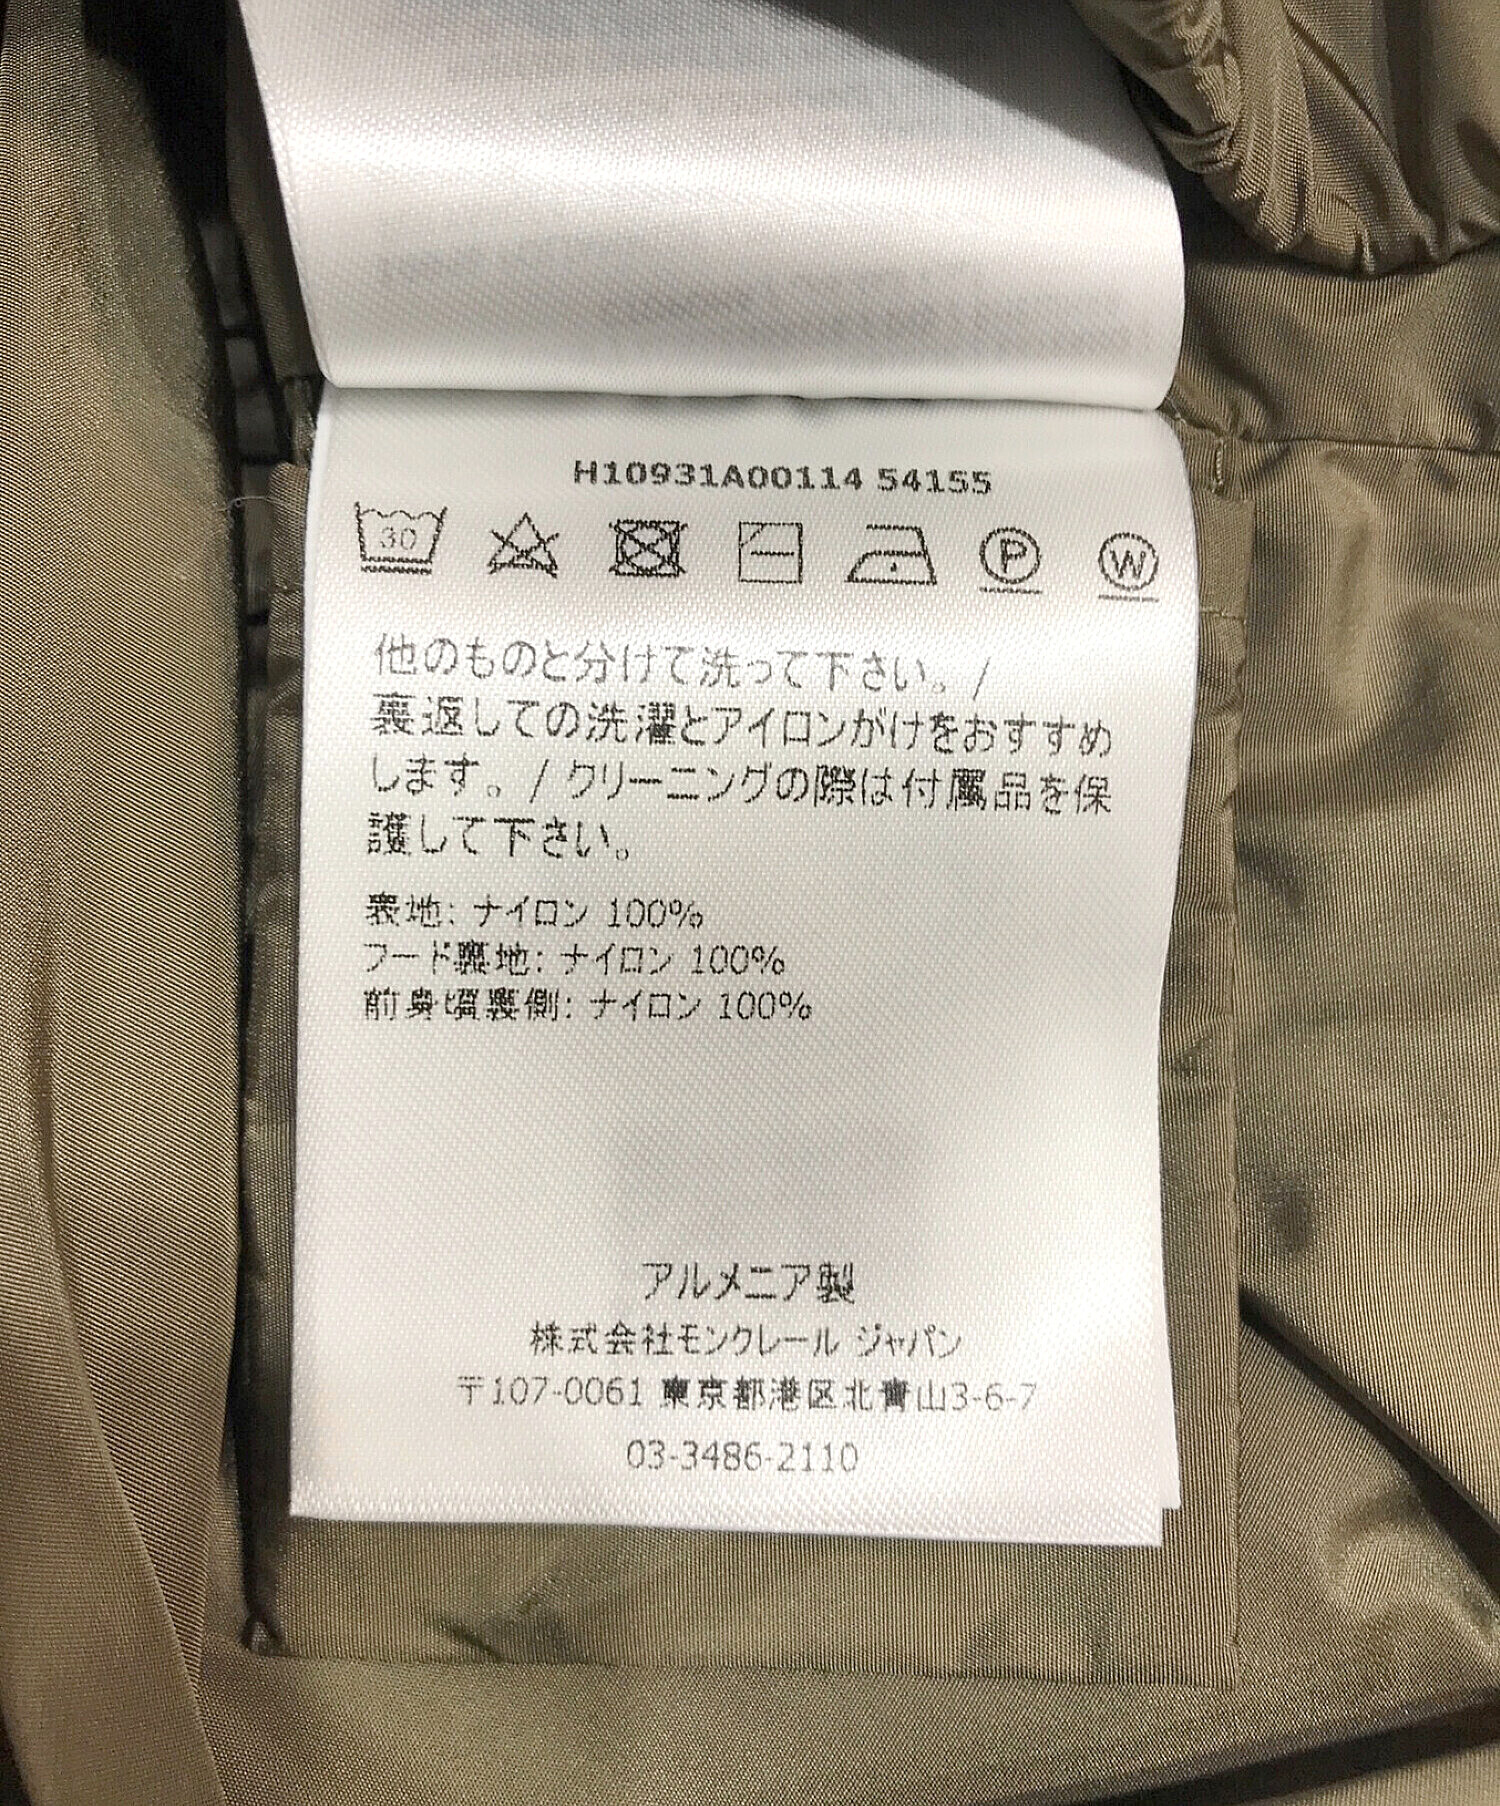 H10931A00114 54155
30
P W
他のものと分けて洗って下さい。/
裏返しての洗濯とアイロンがけをおすすめ
します。/ クリーニングの際は付属品を保
護して下さい。
表地: ナイロン 100%
フード裏地: ナイロン 100%
前身頃裏側: ナイロン 100%
アルメニア製
株式会社モンクレール ジャパン
〒107-0061 東京都港区北青山3-6-7
03-3486-2110